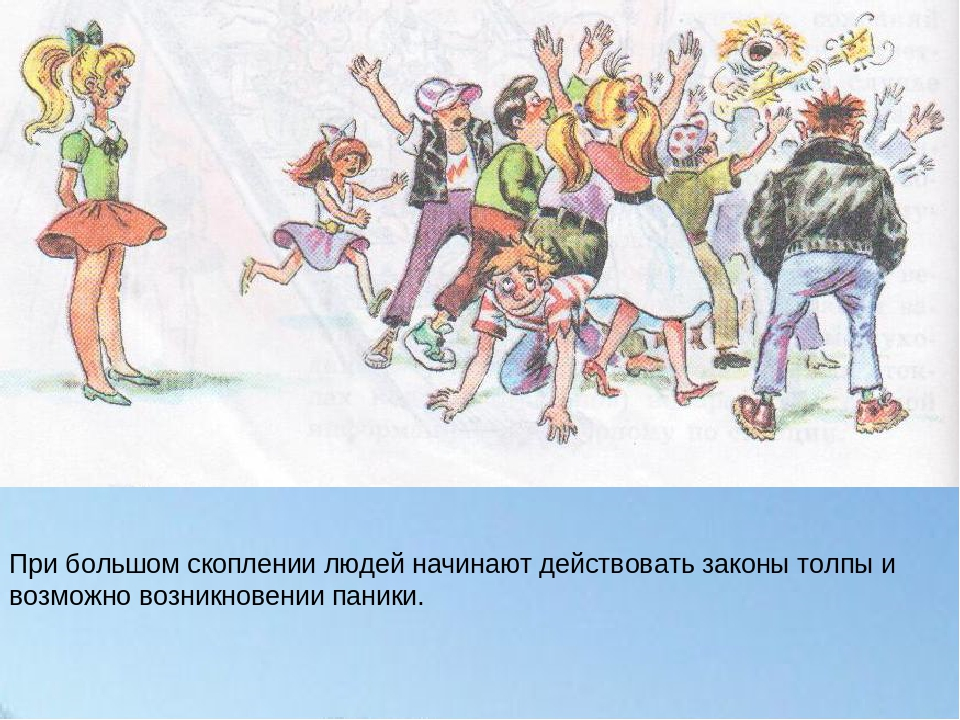 При большом скоплении людей начинают действовать законы толпы и
возможно возникновении паники.